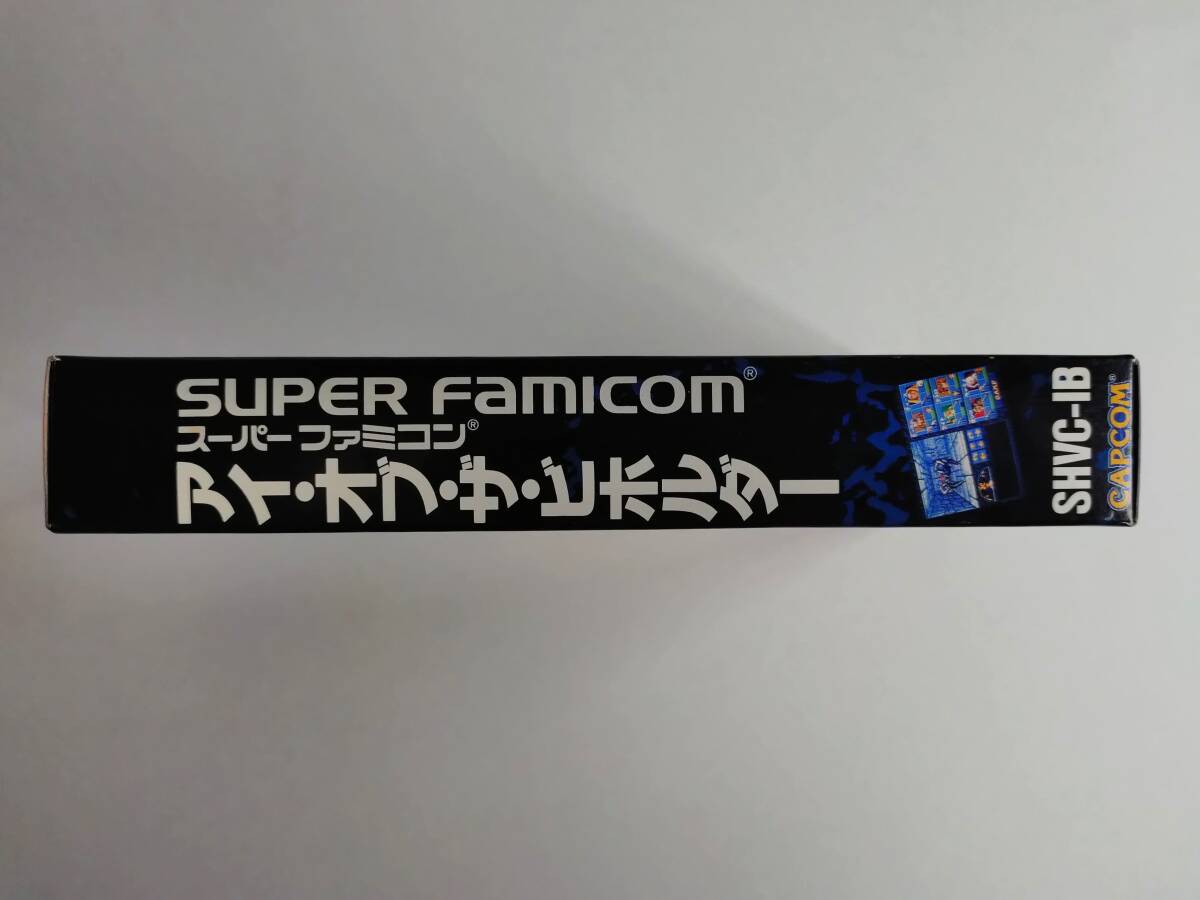 SUPER Famicom®
スーパーファミコン®
アイ・オブ・ザ・ビホルダー
SHVC-IB
CAPCOM®